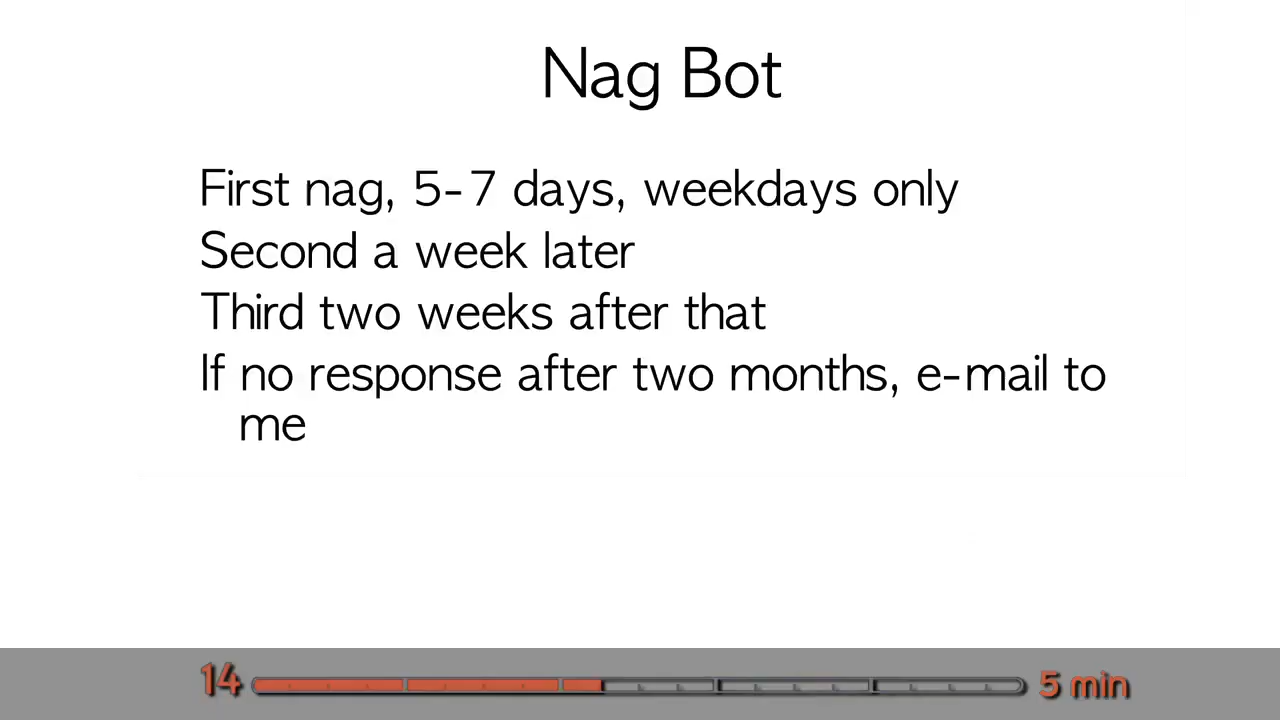 Nag Bot
First nag, 5-7 days, weekdays only
Second a week later
Third two weeks after that
If no response after two months, e-mail to
me
14
5 min